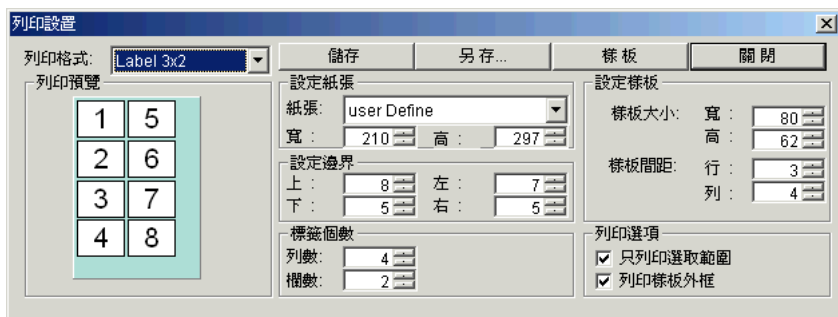 列印設置
列印格式: Label 3x2 儲存 另存... 樣板 關閉
列印預覽
1 5
2 6
3 7
4 8
設定紙張
紙張: user Define
寬: 210 高: 297
設定邊界
上: 8 左: 7
下: 5 右: 5
標籤個數
列數: 4
欄數: 2
設定樣板
樣板大小: 寬: 80
高: 62
樣板間距: 行: 3
列: 4
列印選項
只列印選取範圍
列印樣板外框